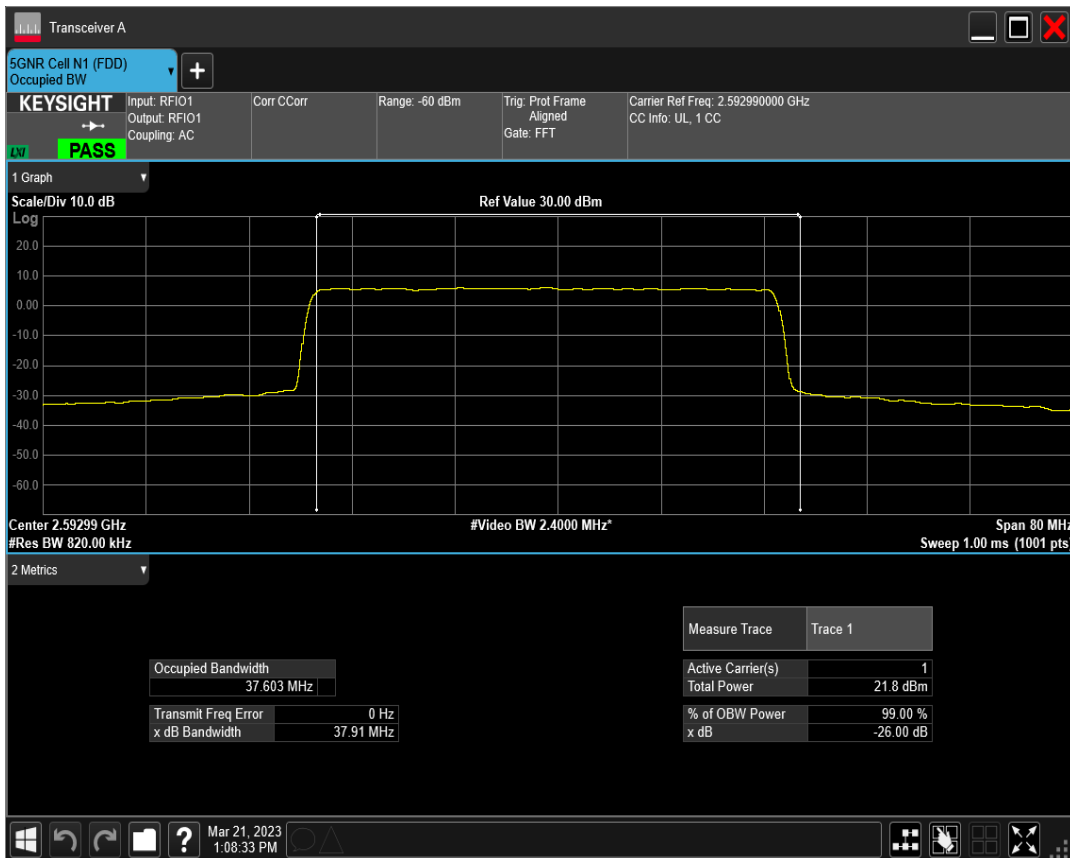 Transceiver A
5GNR Cell N1 (FDD)
Occupied BW
KEYSIGHT
LXI
PASS
Input: RFIO1
Output: RFIO1
Coupling: AC
Corr CCorr
Range: -60 dBm
Trig: Prot Frame
Aligned
Gate: FFT
Carrier Ref Freq: 2.592990000 GHz
CC Info: UL, 1 CC
1 Graph
Scale/Div 10.0 dB
Ref Value 30.00 dBm
Log
20.0
10.0
0.00
-10.0
-20.0
-30.0
-40.0
-50.0
-60.0
Center 2.59299 GHz
#Video BW 2.4000 MHz*
Span 80 MHz
#Res BW 820.00 kHz
Sweep 1.00 ms (1001 pts)
2 Metrics
Measure Trace Trace 1
Occupied Bandwidth
37.603 MHz
Active Carrier(s) 1
Total Power 21.8 dBm
Transmit Freq Error 0 Hz
x dB Bandwidth 37.91 MHz
% of OBW Power 99.00 %
x dB -26.00 dB
?
Mar 21, 2023
1:08:33 PM